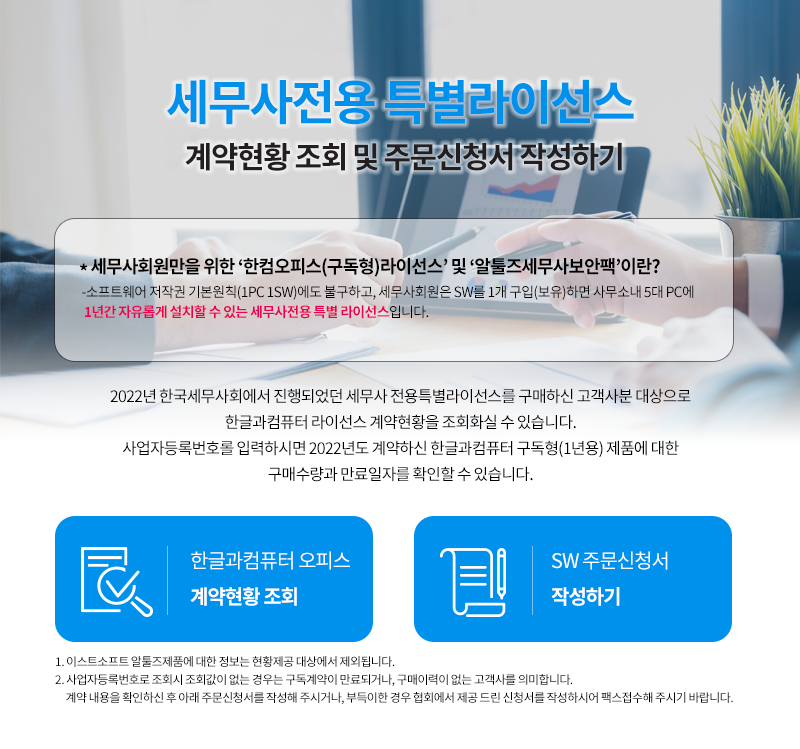 세무사전용 특별라이선스
계약현황 조회 및 주문신청서 작성하기
* 세무사회원만을 위한 ‘한컴오피스(구독형)라이선스’ 및 ‘알툴즈세무사보안팩’이란?
-소프트웨어 저작권 기본원칙(1PC 1SW)에도 불구하고, 세무사회원은 SW를 1개 구입(보유)하면 사무소내 5대 PC에
1년간 자유롭게 설치할 수 있는 세무사전용 특별 라이선스입니다.
2022년 한국세무사회에서 진행되었던 세무사 전용특별라이선스를 구매하신 고객사분 대상으로
한글과컴퓨터 라이선스 계약현황을 조회화실 수 있습니다.
사업자등록번호롤 입력하시면 2022년도 계약하신 한글과컴퓨터 구독형(1년용) 제품에 대한
구매수량과 만료일자를 확인할 수 있습니다.
한글과컴퓨터 오피스
계약현황 조회
SW 주문신청서
작성하기
1. 이스트소프트 알툴즈제품에 대한 정보는 현황제공 대상에서 제외됩니다.
2. 사업자등록번호로 조회시 조회값이 없는 경우는 구독계약이 만료되거나, 구매이력이 없는 고객사를 의미합니다.
계약 내용을 확인하신 후 아래 주문신청서를 작성해 주시거나, 부득이한 경우 협회에서 제공 드린 신청서를 작성하시어 팩스접수해 주시기 바랍니다.